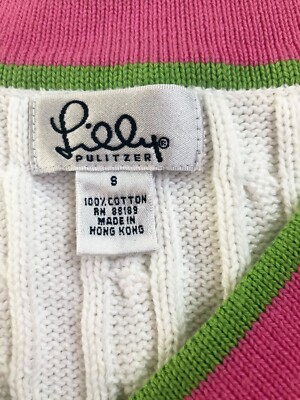 Lilly®
PULITZER
S
100% COTTON
RN 88189
MADE IN
HONG KONG